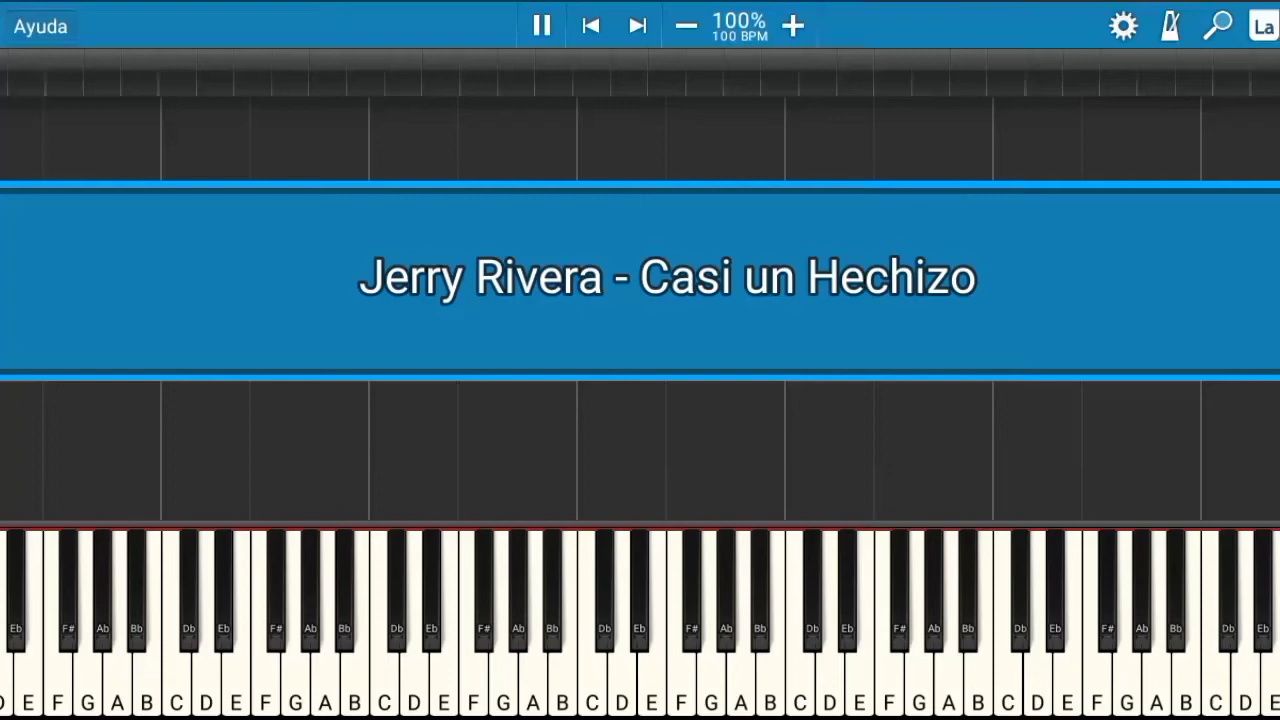 Ayuda
100%
100 BPM
La
Jerry Rivera - Casi un Hechizo
Eb F# Ab Bb Db Eb F# Ab Bb Db Eb F# Ab Bb Db Eb F# Ab Bb Db Eb F# Ab Bb Db Eb F# Ab Bb Db Eb
D E F G A B C D E F G A B C D E F G A B C D E F G A B C D E F G A B C D E F G A B C D E